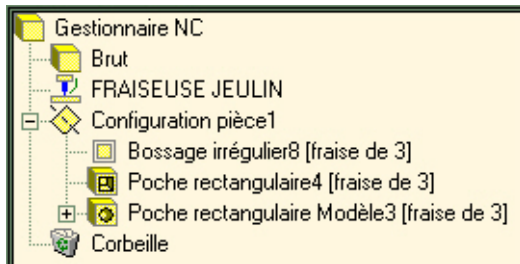 Gestionnaire NC
Brut
FRAISEUSE JEULIN
Configuration pièce1
Bossage irrégulier8 [fraise de 3]
Poche rectangulaire4 [fraise de 3]
Poche rectangulaire Modèle3 [fraise de 3]
Corbeille